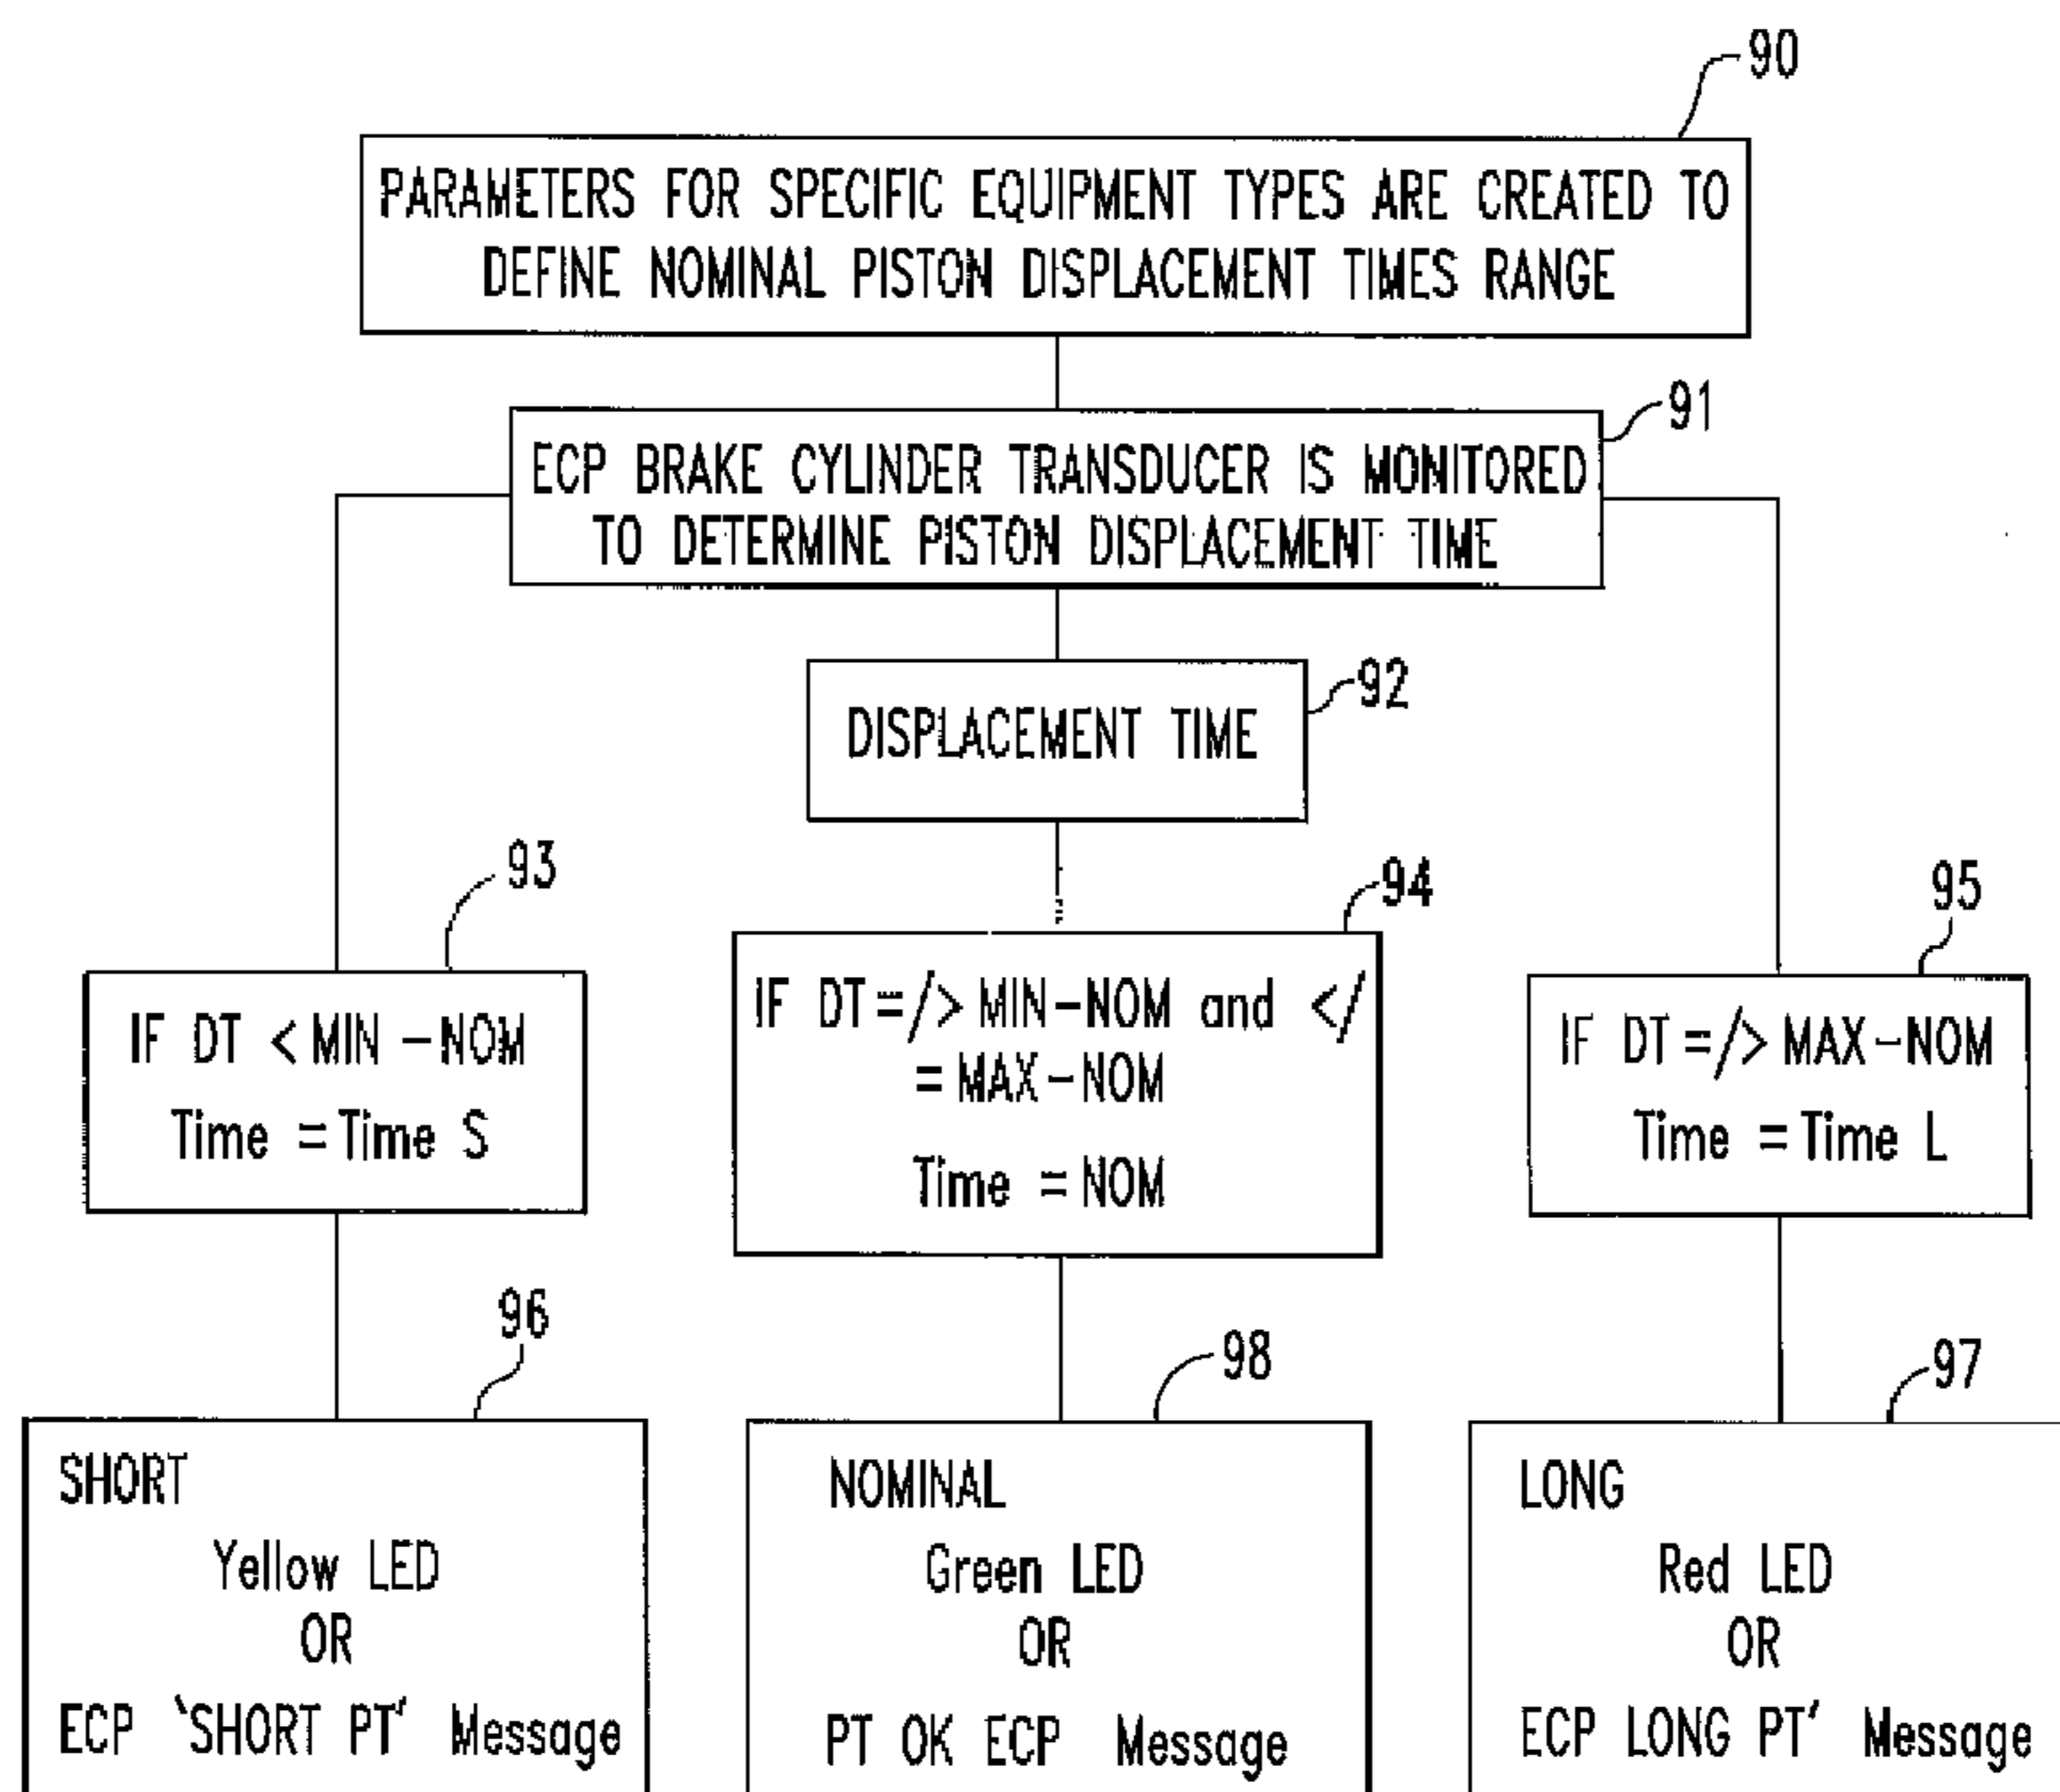 90
PARAMETERS FOR SPECIFIC EQUIPMENT TYPES ARE CREATED TO
DEFINE NOMINAL PISTON DISPLACEMENT TIMES RANGE
91
ECP BRAKE CYLINDER TRANSDUCER IS MONITORED
TO DETERMINE PISTON DISPLACEMENT TIME
92
DISPLACEMENT TIME
93
IF DT < MIN - NOM
Time = Time S
94
IF DT =/> MIN-NOM and </
= MAX-NOM
Time = NOM
95
IF DT =/> MAX-NOM
Time = Time L
96
SHORT
Yellow LED
OR
ECP `SHORT PT' Message
98
NOMINAL
Green LED
OR
PT OK ECP Message
97
LONG
Red LED
OR
ECP LONG PT' Message